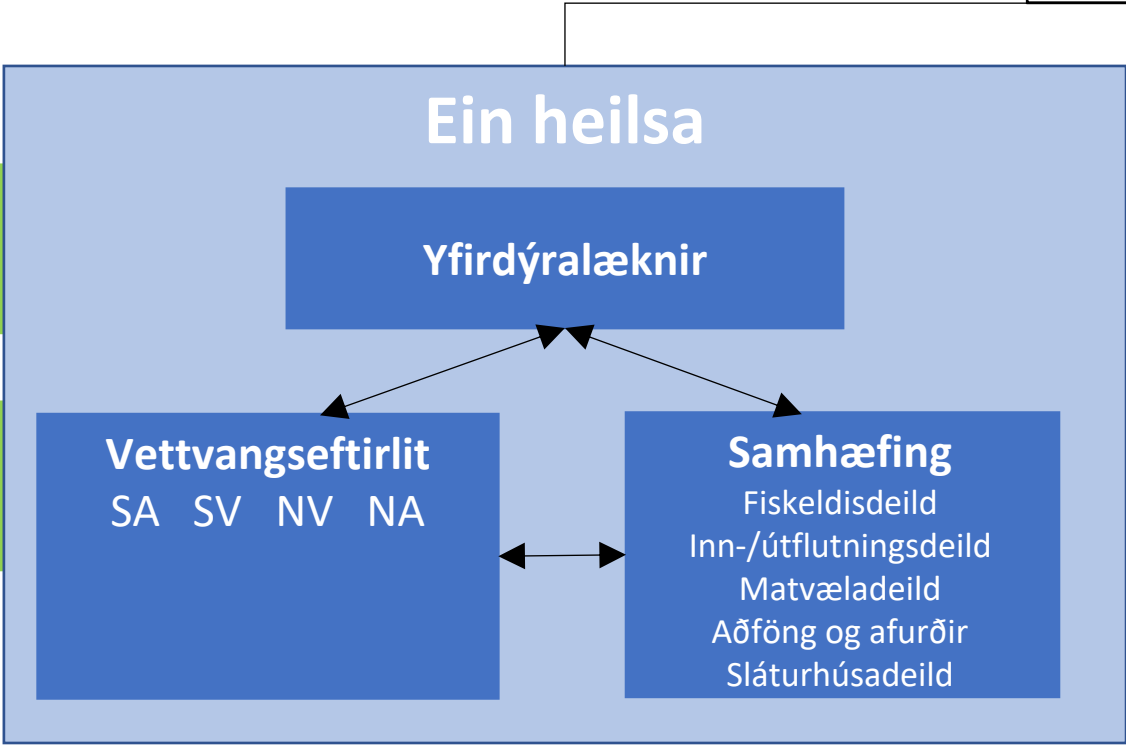 Ein heilsa
Yfirdýralæknir
Vettvangseftirlit
SA SV NV NA
Samhæfing
Fiskeldisdeild
Inn-/útflutningsdeild
Matvæladeild
Aðföng og afurðir
Sláturhúsadeild